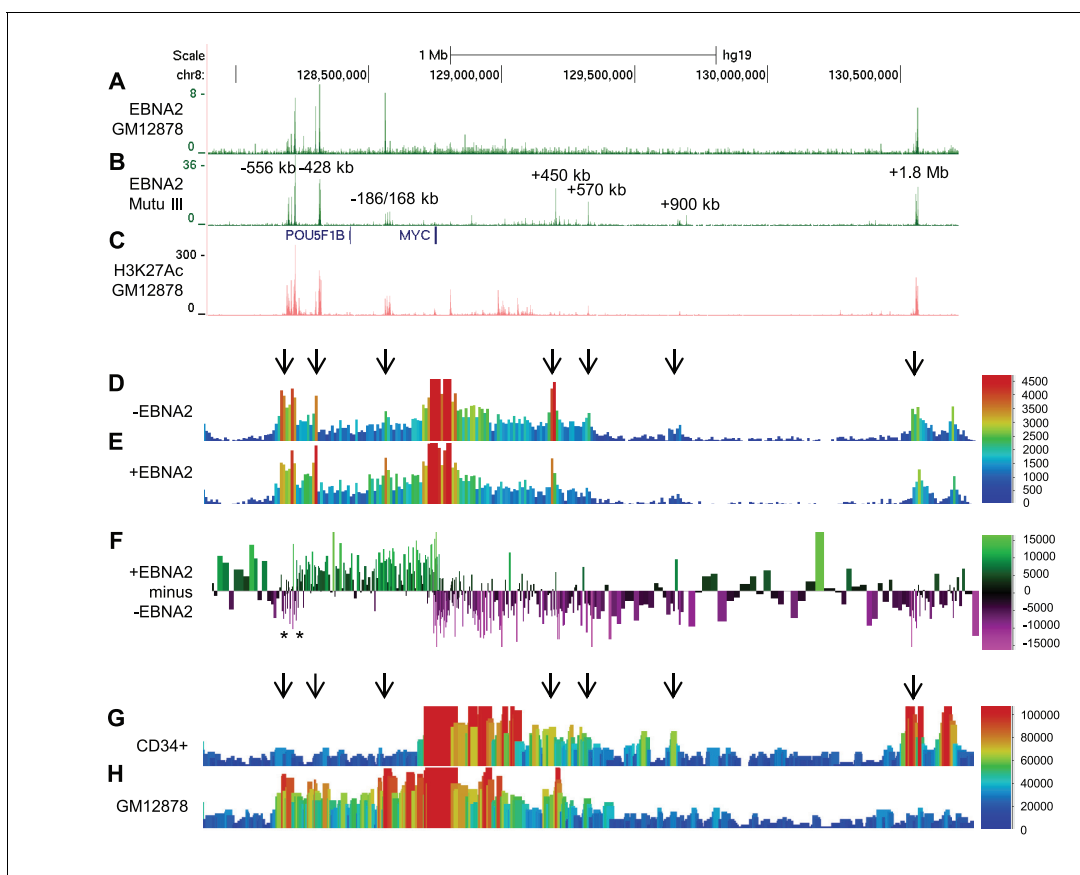 Scale 1 Mb hg19
chr8: 128,500,000 129,000,000 129,500,000 130,000,000 130,500,000
A
EBNA2
GM12878
8
0
B
EBNA2
Mutu III
36
0
-556 kb -428 kb
-186/168 kb
+450 kb
+570 kb
+900 kb
+1.8 Mb
POU5F1B MYC
C
H3K27Ac
GM12878
300
0
D
-EBNA2
E
+EBNA2
4500
4000
3500
3000
2500
2000
1500
1000
500
0
F
+EBNA2
minus
-EBNA2
* *
15000
10000
5000
0
-5000
-10000
-15000
G
CD34+
H
GM12878
100000
80000
60000
40000
20000
0